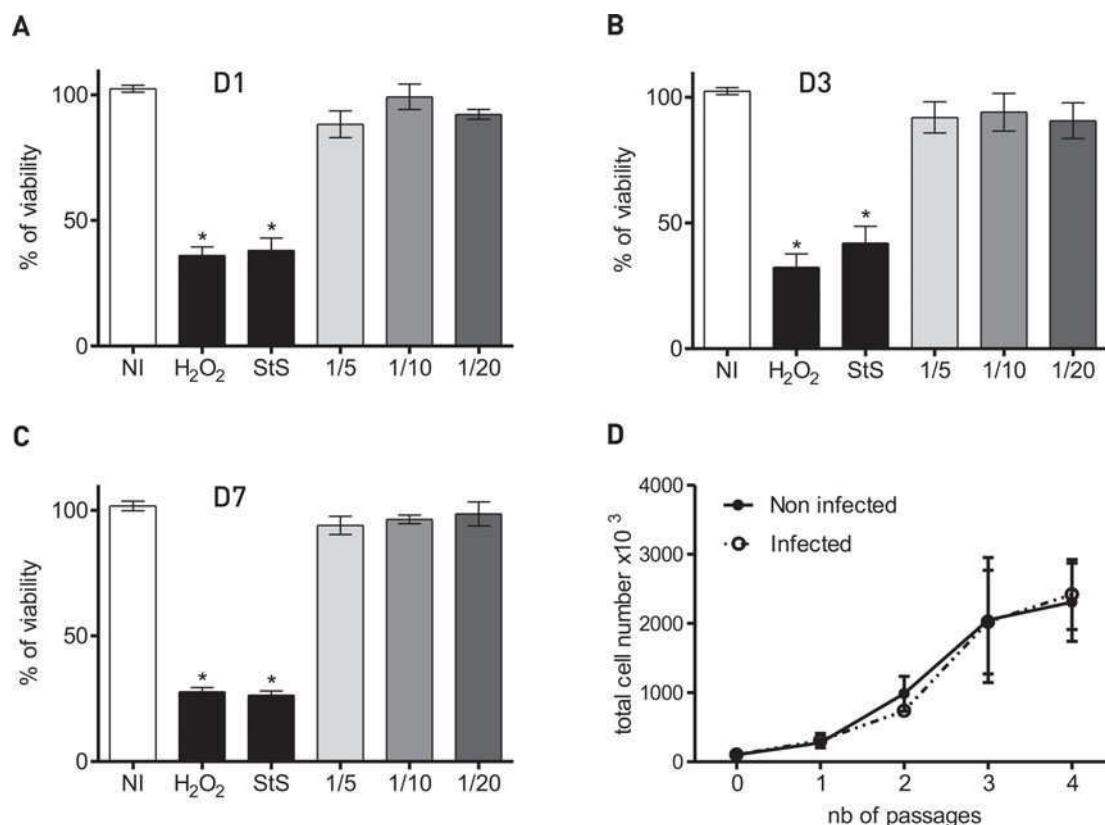 A
D1
% of viability
100
50
0
*
*
NI H₂O₂ StS 1/5 1/10 1/20
B
D3
% of viability
100
50
0
*
*
NI H₂O₂ StS 1/5 1/10 1/20
C
D7
% of viability
100
50
0
*
*
NI H₂O₂ StS 1/5 1/10 1/20
D
total cell number x10³
4000
3000
2000
1000
0
Non infected
Infected
0 1 2 3 4
nb of passages